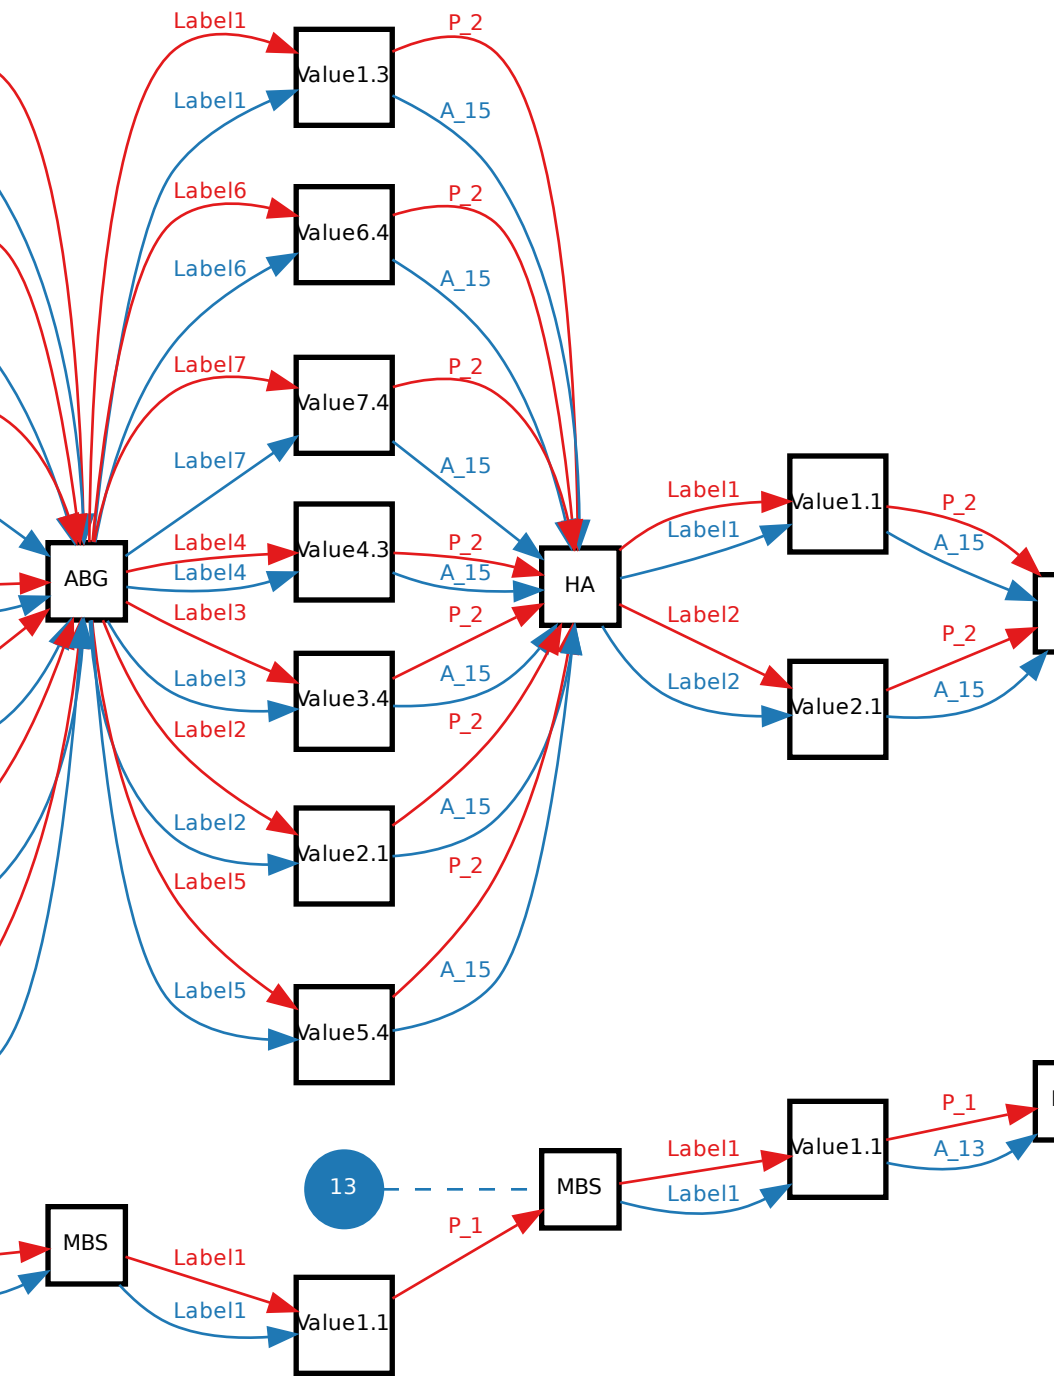 Label1
P_2
Value1.3
Label1
A_15
Label6
P_2
Value6.4
Label6
A_15
Label7
P_2
Value7.4
Label7
A_15
Label4
P_2
Value4.3
Label4
A_15
ABG
HA
Label3
P_2
Label3
A_15
Value3.4
Label2
P_2
Label2
A_15
Value2.1
Label5
P_2
Label5
A_15
Value5.4
Label1
P_2
Value1.1
Label1
A_15
Label2
P_2
Label2
A_15
Value2.1
13
MBS
Label1
P_1
Value1.1
Label1
A_13
MBS
Label1
P_1
Label1
Value1.1